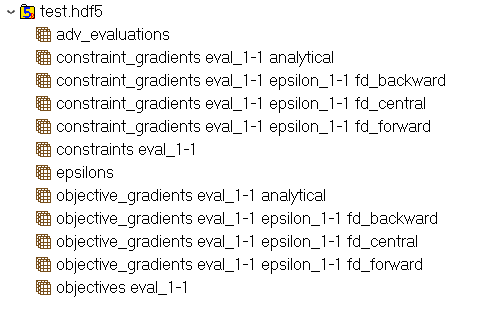 test.hdf5
adv_evaluations
constraint_gradients eval_1-1 analytical
constraint_gradients eval_1-1 epsilon_1-1 fd_backward
constraint_gradients eval_1-1 epsilon_1-1 fd_central
constraint_gradients eval_1-1 epsilon_1-1 fd_forward
constraints eval_1-1
epsilons
objective_gradients eval_1-1 analytical
objective_gradients eval_1-1 epsilon_1-1 fd_backward
objective_gradients eval_1-1 epsilon_1-1 fd_central
objective_gradients eval_1-1 epsilon_1-1 fd_forward
objectives eval_1-1